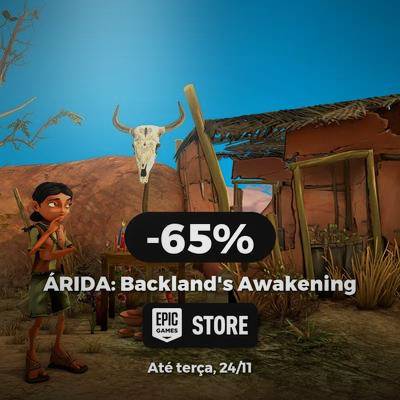 -65%
ÁRIDA: Backland's Awakening
EPIC
GAMES
STORE
Até terça, 24/11